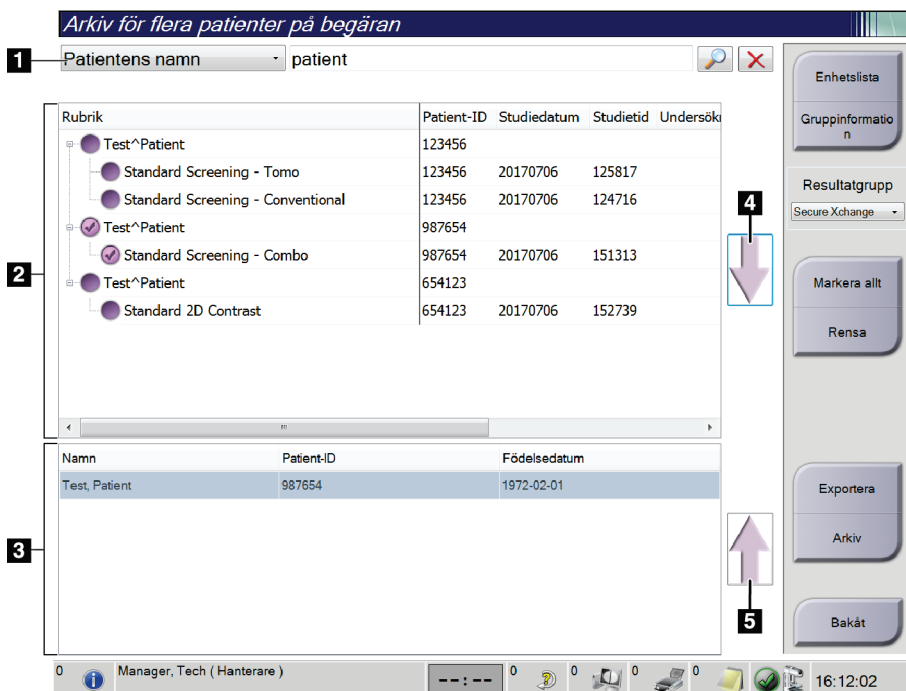 Arkiv för flera patienter på begäran
1
Patientens namn patient
Enhetslista
Gruppinformatio
n
Resultatgrupp
Secure Xchange
Markera allt
Rensa
Exportera
Arkiv
Bakåt
2
Rubrik Patient-ID Studiedatum Studietid Undersökı
Test^Patient 123456
Standard Screening - Tomo 123456 20170706 125817
Standard Screening - Conventional 123456 20170706 124716
Test^Patient 987654
Standard Screening - Combo 987654 20170706 151313
Test^Patient 654123
Standard 2D Contrast 654123 20170706 152739
4
3
Namn Patient-ID Födelsedatum
Test, Patient 987654 1972-02-01
5
0 Manager, Tech ( Hanterare ) --:-- 0 0 0 0 16:12:02